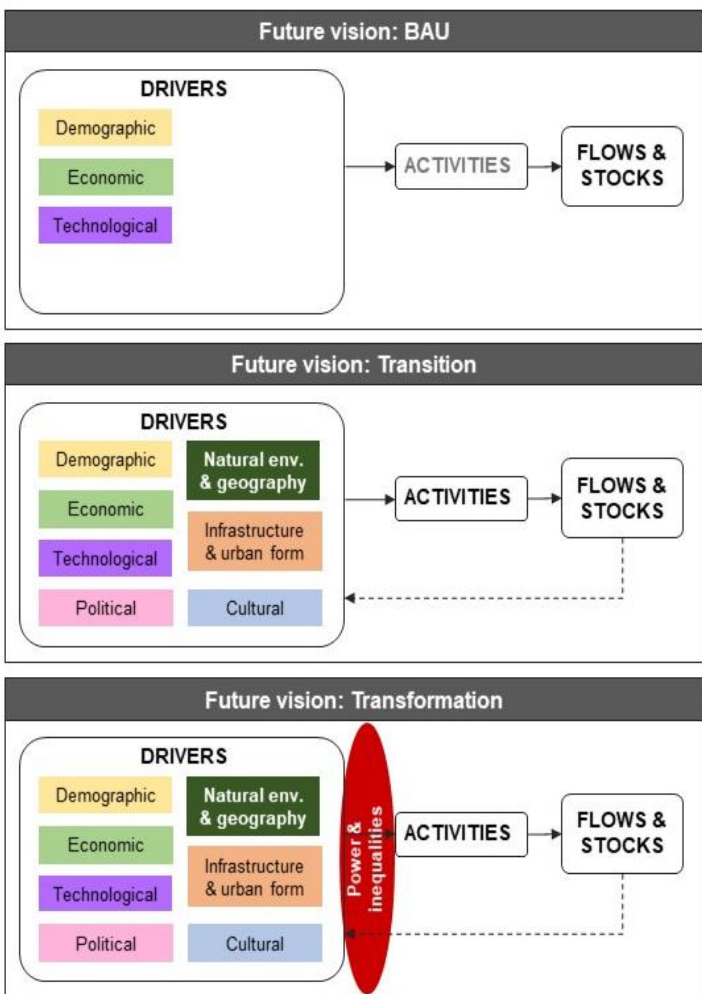 Future vision: BAU
DRIVERS
Demographic
Economic
Technological
ACTIVITIES
FLOWS &
STOCKS
Future vision: Transition
DRIVERS
Demographic
Economic
Technological
Political
Natural env.
& geography
Infrastructure
& urban form
Cultural
ACTIVITIES
FLOWS &
STOCKS
Future vision: Transformation
DRIVERS
Demographic
Economic
Technological
Political
Natural env.
& geography
Infrastructure
& urban form
Cultural
Power &
inequalities
ACTIVITIES
FLOWS &
STOCKS